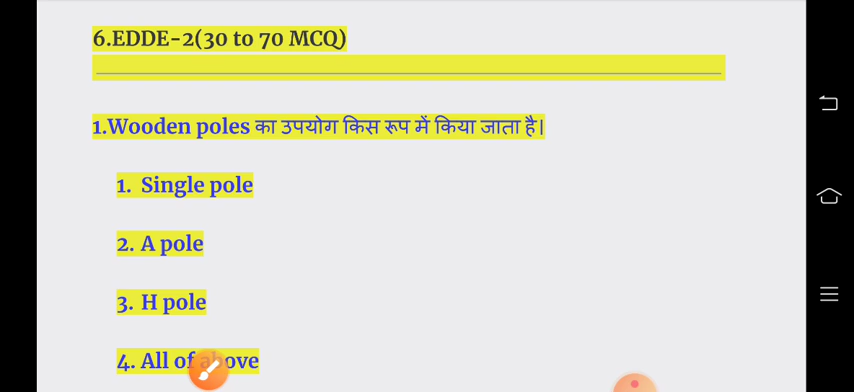 6.EDDE-2(30 to 70 MCQ)
1.Wooden poles का उपयोग किस रूप में किया जाता है।
1. Single pole
2. A pole
3. H pole
4. All of above